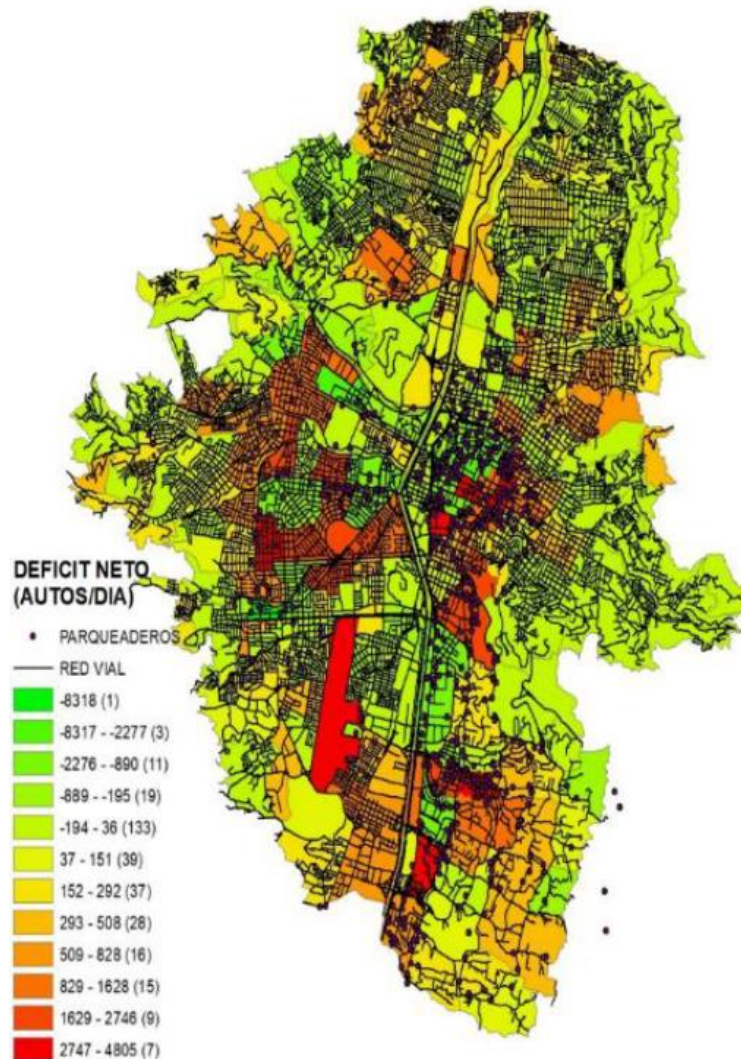 DEFICIT NETO
(AUTOS/DIA)
PARQUEADEROS
RED VIAL
-8318 (1)
-8317 - -2277 (3)
-2276 - -890 (11)
-889 - -195 (19)
-194 - 36 (133)
37 - 151 (39)
152 - 292 (37)
293 - 508 (28)
509 - 828 (16)
829 - 1628 (15)
1629 - 2746 (9)
2747 - 4805 (7)